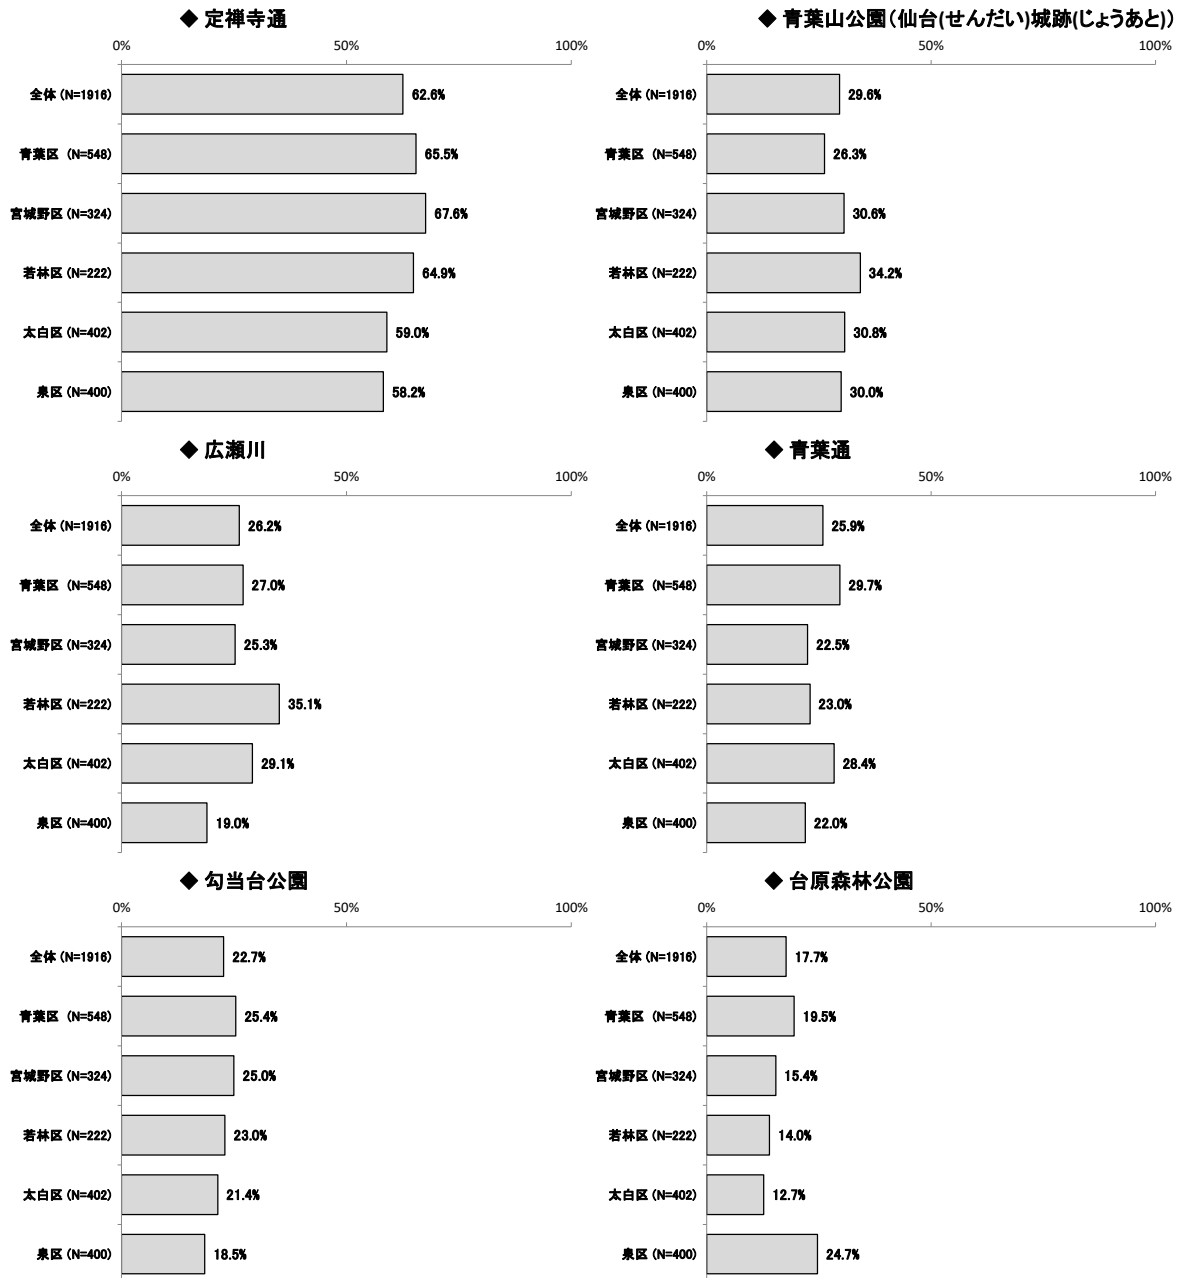 ◆ 定禅寺通
0% 50% 100%
全体 (N=1916) 62.6%
青葉区 (N=548) 65.5%
宮城野区 (N=324) 67.6%
若林区 (N=222) 64.9%
太白区 (N=402) 59.0%
泉区 (N=400) 58.2%
◆ 青葉山公園(仙台(せんだい)城跡(じょうあと))
0% 50% 100%
全体 (N=1916) 29.6%
青葉区 (N=548) 26.3%
宮城野区 (N=324) 30.6%
若林区 (N=222) 34.2%
太白区 (N=402) 30.8%
泉区 (N=400) 30.0%
◆ 広瀬川
0% 50% 100%
全体 (N=1916) 26.2%
青葉区 (N=548) 27.0%
宮城野区 (N=324) 25.3%
若林区 (N=222) 35.1%
太白区 (N=402) 29.1%
泉区 (N=400) 19.0%
◆ 青葉通
0% 50% 100%
全体 (N=1916) 25.9%
青葉区 (N=548) 29.7%
宮城野区 (N=324) 22.5%
若林区 (N=222) 23.0%
太白区 (N=402) 28.4%
泉区 (N=400) 22.0%
◆ 勾当台公園
0% 50% 100%
全体 (N=1916) 22.7%
青葉区 (N=548) 25.4%
宮城野区 (N=324) 25.0%
若林区 (N=222) 23.0%
太白区 (N=402) 21.4%
泉区 (N=400) 18.5%
◆ 台原森林公園
0% 50% 100%
全体 (N=1916) 17.7%
青葉区 (N=548) 19.5%
宮城野区 (N=324) 15.4%
若林区 (N=222) 14.0%
太白区 (N=402) 12.7%
泉区 (N=400) 24.7%